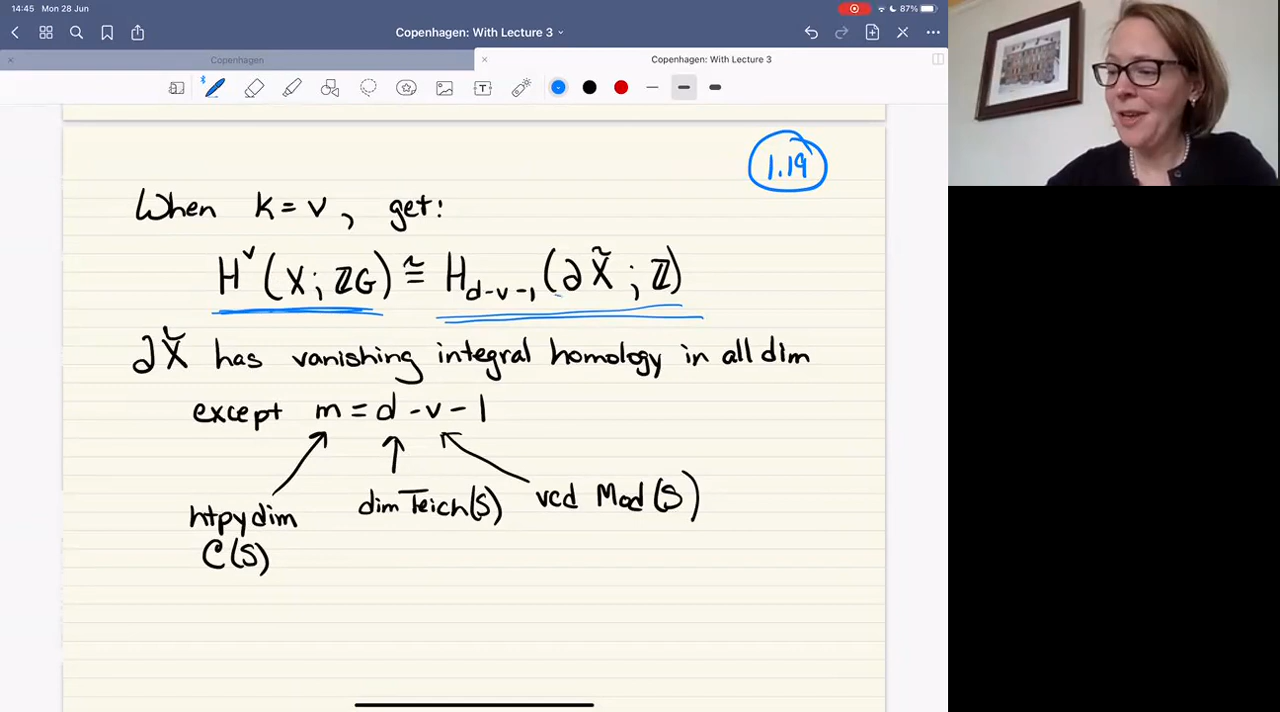 14:45 Mon 28 Jun
87%
Copenhagen: With Lecture 3
Copenhagen
Copenhagen: With Lecture 3
1.19
When k = v, get:
H^v(X; ℤG) ≅ H_{d-v-1}(∂X̃; ℤ)
∂X̃ has vanishing integral homology in all dim
except m = d - v - 1
htpy dim
C(S)
dim Teich(S)
vcd Mod(S)